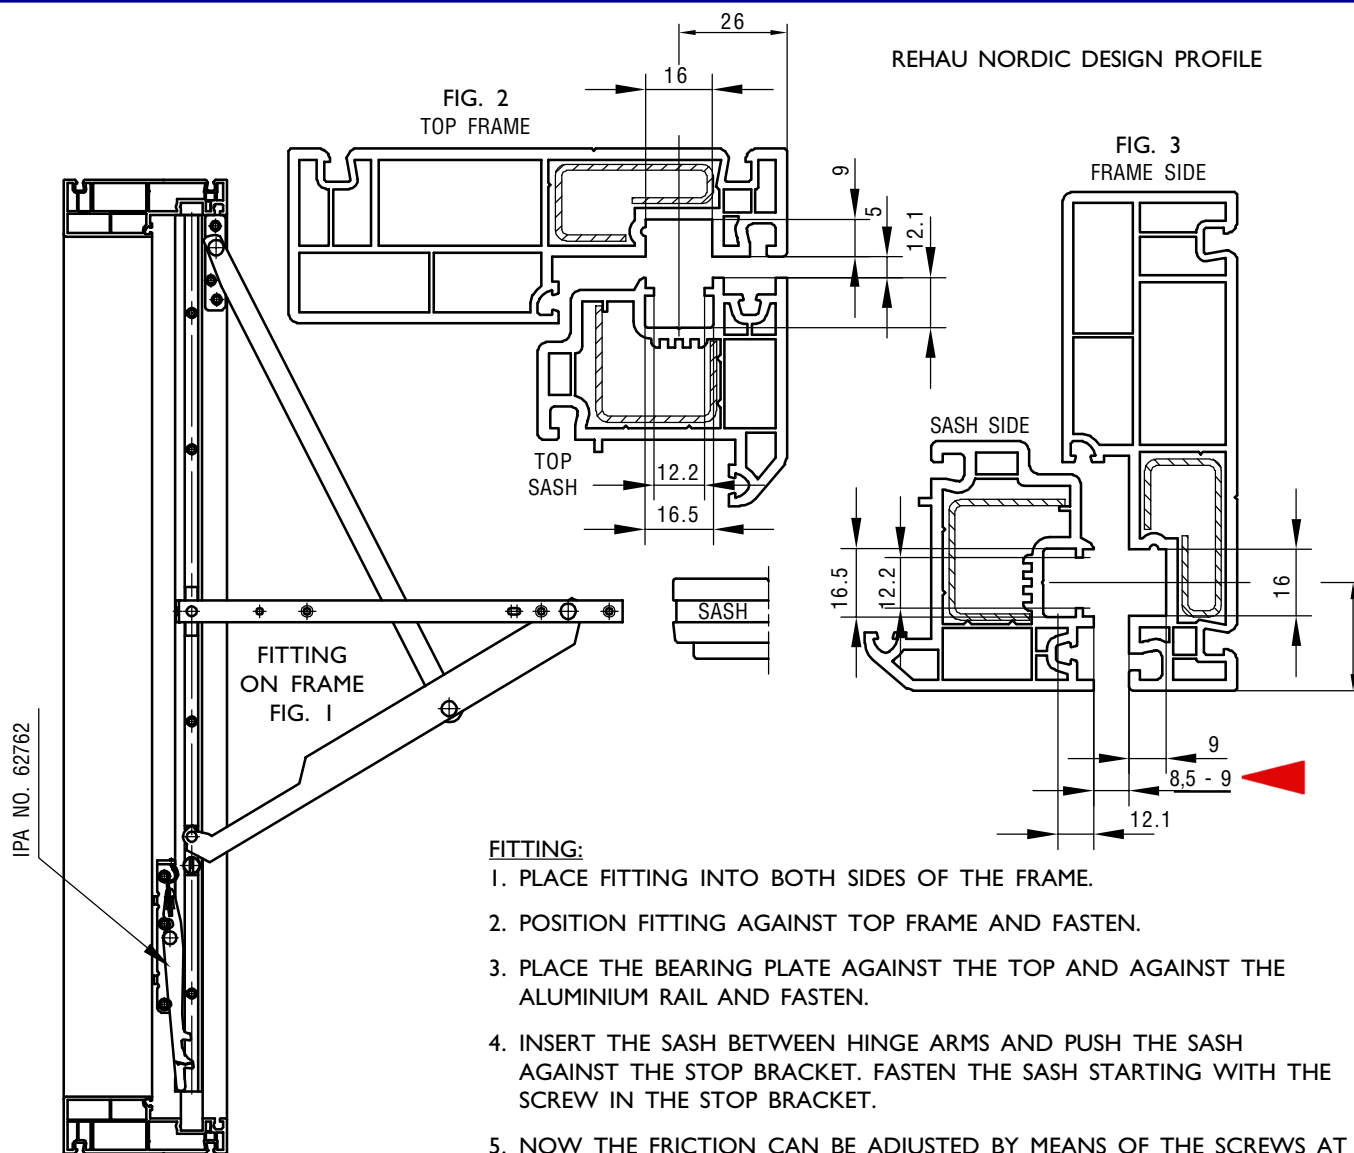 26
REHAU NORDIC DESIGN PROFILE
16
FIG. 2
TOP FRAME
FIG. 3
FRAME SIDE
9
5
12.1
SASH SIDE
TOP
SASH
12.2
16.5
16.5
12.2
16
SASH
FITTING
ON FRAME
FIG. 1
IPA NO. 62762
9
8,5 - 9
12.1
FITTING:
1. PLACE FITTING INTO BOTH SIDES OF THE FRAME.
2. POSITION FITTING AGAINST TOP FRAME AND FASTEN.
3. PLACE THE BEARING PLATE AGAINST THE TOP AND AGAINST THE
ALUMINIUM RAIL AND FASTEN.
4. INSERT THE SASH BETWEEN HINGE ARMS AND PUSH THE SASH
AGAINST THE STOP BRACKET. FASTEN THE SASH STARTING WITH THE
SCREW IN THE STOP BRACKET.
5. NOW THE FRICTION CAN BE ADJUSTED BY MEANS OF THE SCREWS AT